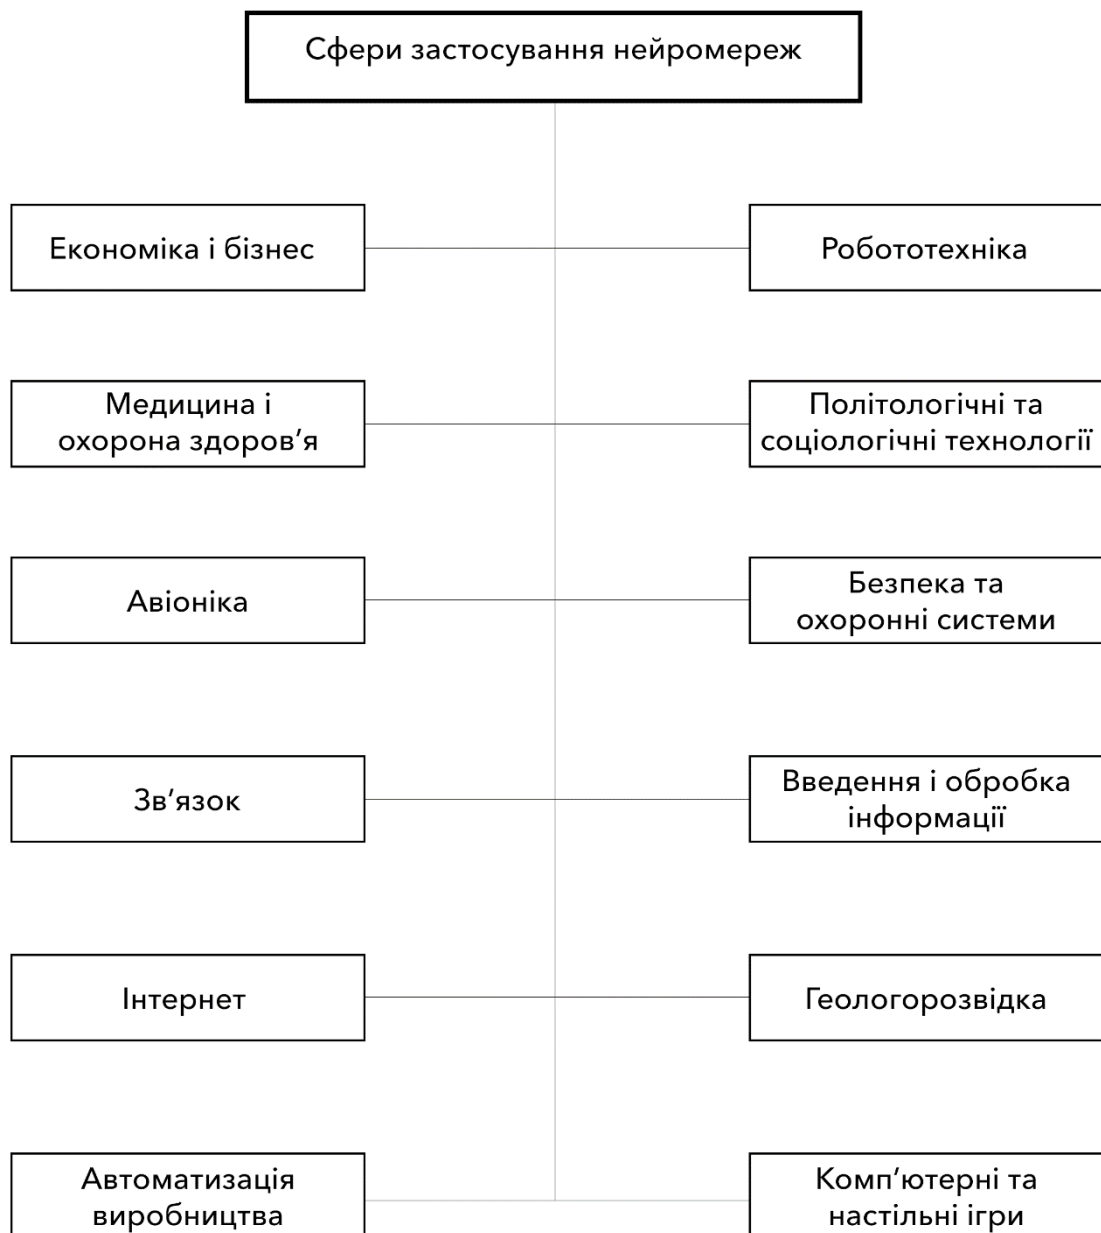 Сфери застосування нейромереж
Економіка і бізнес
Робототехніка
Медицина і
охорона здоров’я
Політологічні та
соціологічні технології
Авіоніка
Безпека та
охоронні системи
Зв’язок
Введення і обробка
інформації
Інтернет
Геологорозвідка
Автоматизація
виробництва
Комп’ютерні та
настільні ігри